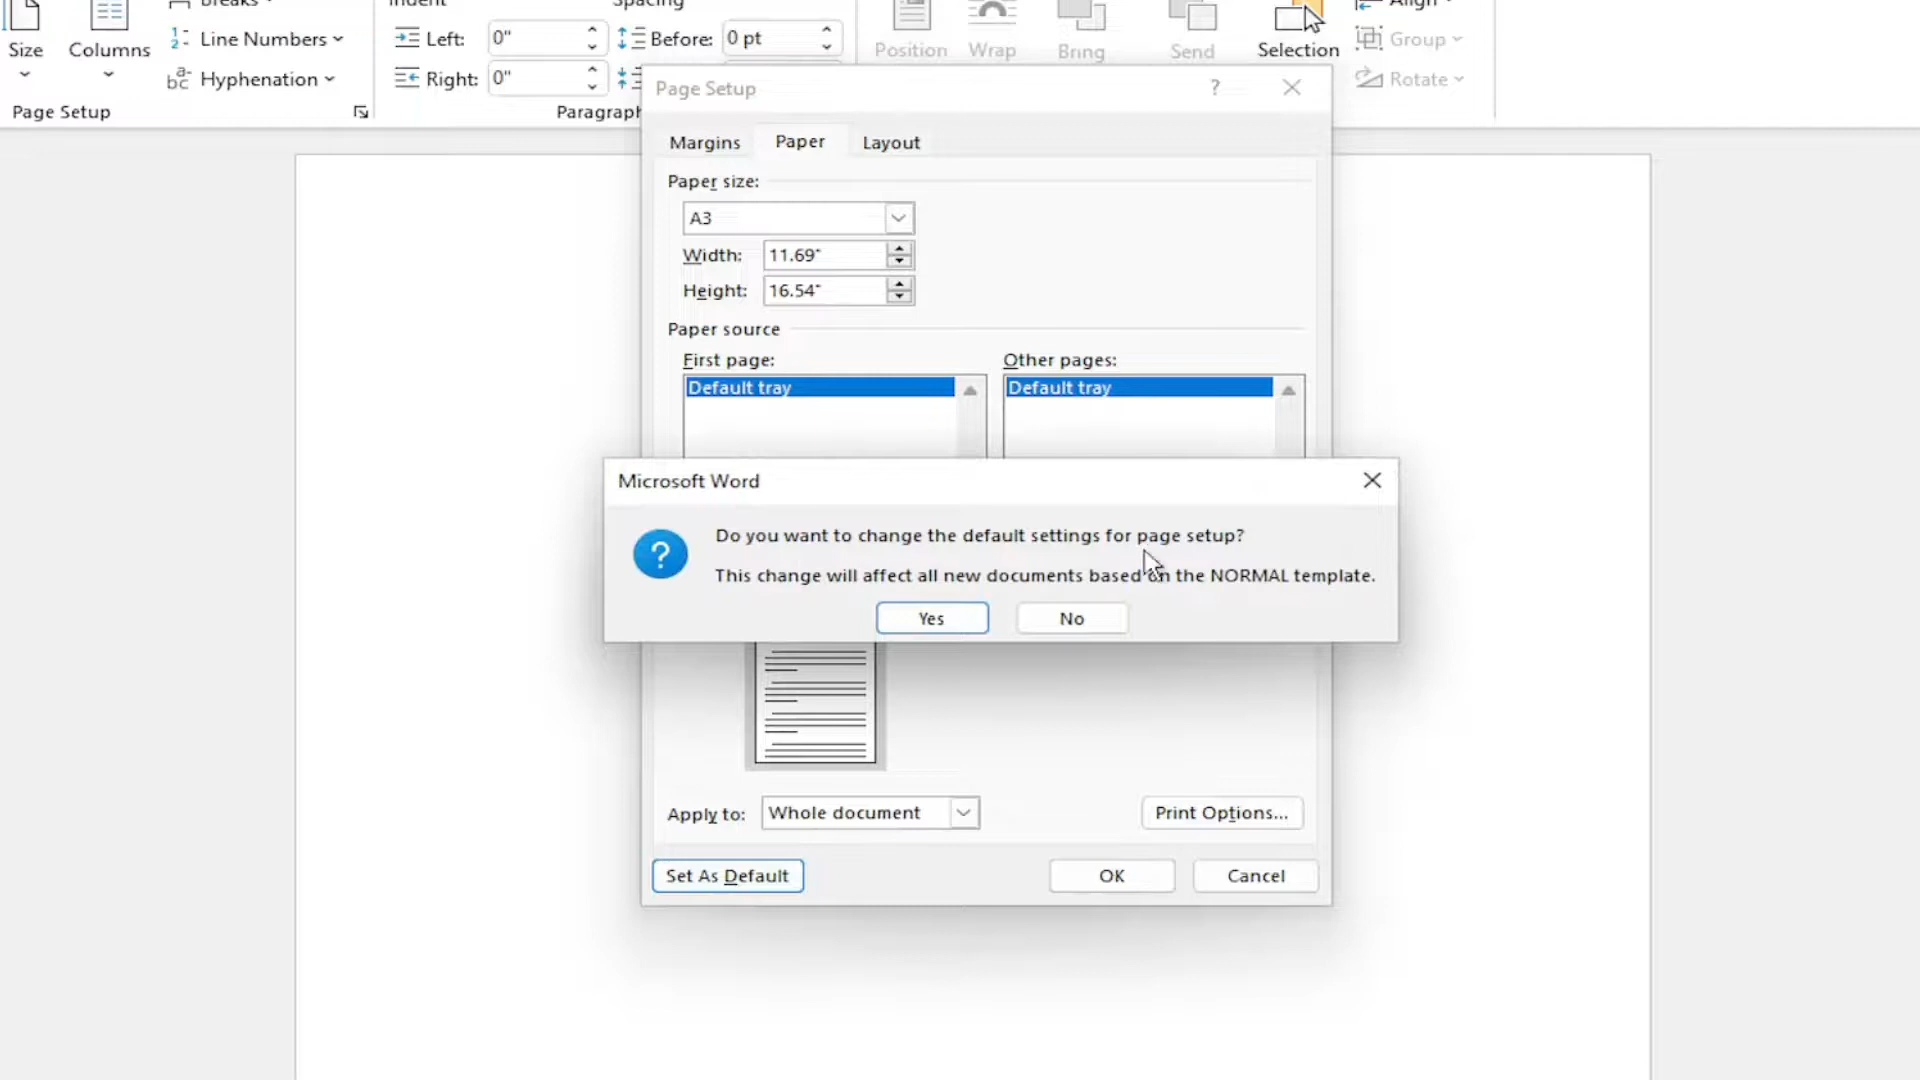 Breaks
Indent
Spacing
Size
Columns
Line Numbers
Left:
0"
Before:
0 pt
Position
Wrap
Bring
Send
Selection
Align
Group
Hyphenation
Right:
0"
Rotate
Page Setup
Paragraph
Page Setup
?
Margins
Paper
Layout
Paper size:
A3
Width:
11.69"
Height:
16.54"
Paper source
First page:
Other pages:
Default tray
Default tray
Microsoft Word
?
Do you want to change the default settings for page setup?
This change will affect all new documents based on the NORMAL template.
Yes
No
Apply to:
Whole document
Print Options...
Set As Default
OK
Cancel